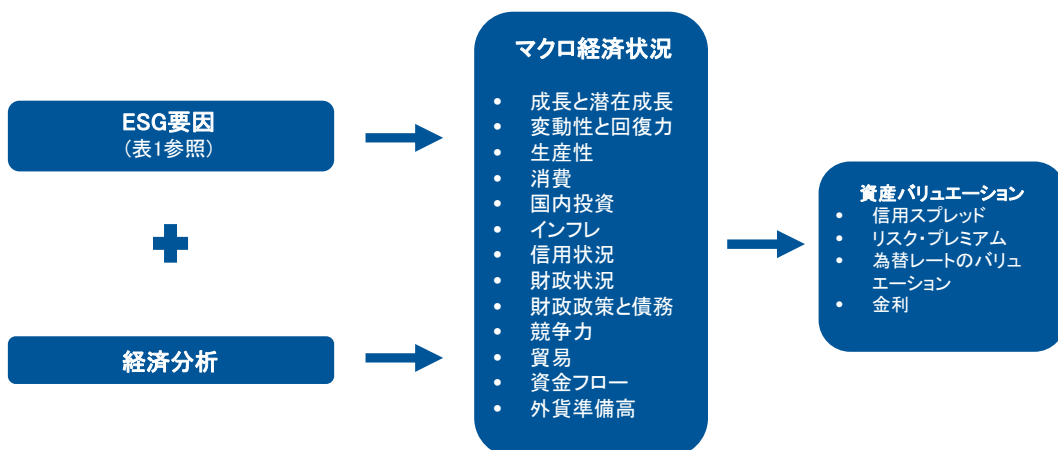 ESG要因
（表1参照）
経済分析
マクロ経済状況
• 成長と潜在成長
• 変動性と回復力
• 生産性
• 消費
• 国内投資
• インフレ
• 信用状況
• 財政状況
• 財政政策と債務
• 競争力
• 貿易
• 資金フロー
• 外貨準備高
資産バリュエーション
• 信用スプレッド
• リスク・プレミアム
• 為替レートのバリュ
エーション
• 金利